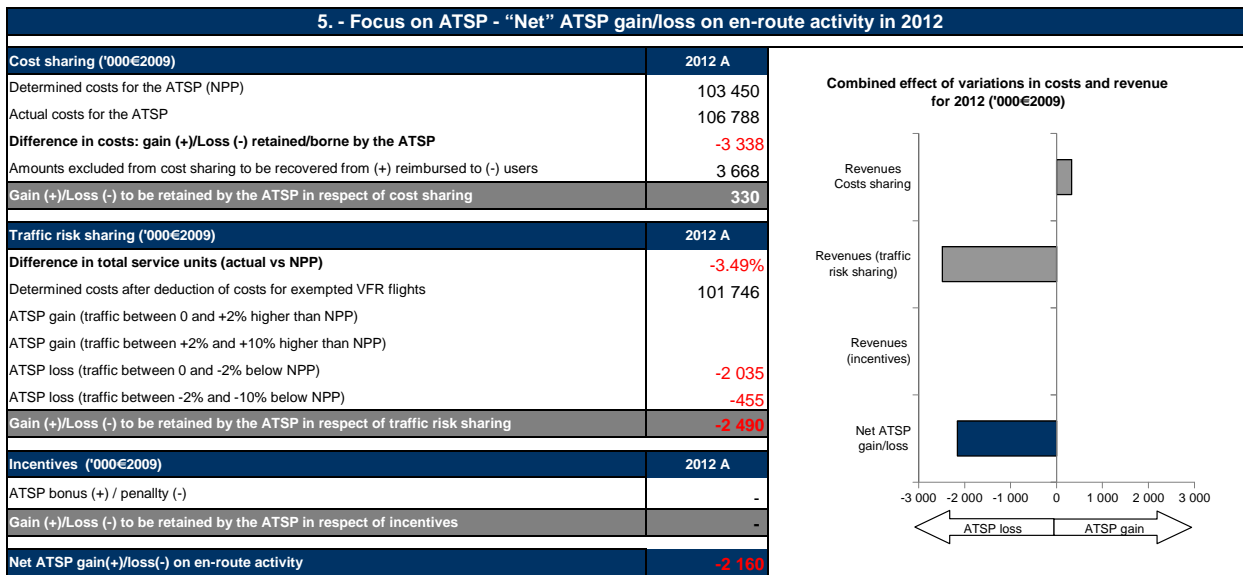 5. - Focus on ATSP - “Net” ATSP gain/loss on en-route activity in 2012
Cost sharing ('000€2009) 2012 A
Determined costs for the ATSP (NPP) 103 450
Actual costs for the ATSP 106 788
Difference in costs: gain (+)/Loss (-) retained/borne by the ATSP -3 338
Amounts excluded from cost sharing to be recovered from (+) reimbursed to (-) users 3 668
Gain (+)/Loss (-) to be retained by the ATSP in respect of cost sharing 330
Traffic risk sharing ('000€2009) 2012 A
Difference in total service units (actual vs NPP) -3.49%
Determined costs after deduction of costs for exempted VFR flights 101 746
ATSP gain (traffic between 0 and +2% higher than NPP)
ATSP gain (traffic between +2% and +10% higher than NPP)
ATSP loss (traffic between 0 and -2% below NPP) -2 035
ATSP loss (traffic between -2% and -10% below NPP) -455
Gain (+)/Loss (-) to be retained by the ATSP in respect of traffic risk sharing -2 490
Incentives ('000€2009) 2012 A
ATSP bonus (+) / penallty (-) -
Gain (+)/Loss (-) to be retained by the ATSP in respect of incentives -
Net ATSP gain(+)/loss(-) on en-route activity -2 160
Combined effect of variations in costs and revenue
for 2012 ('000€2009)
Revenues
Costs sharing
Revenues (traffic
risk sharing)
Revenues
(incentives)
Net ATSP
gain/loss
-3 000 -2 000 -1 000 0 1 000 2 000 3 000
ATSP loss ATSP gain